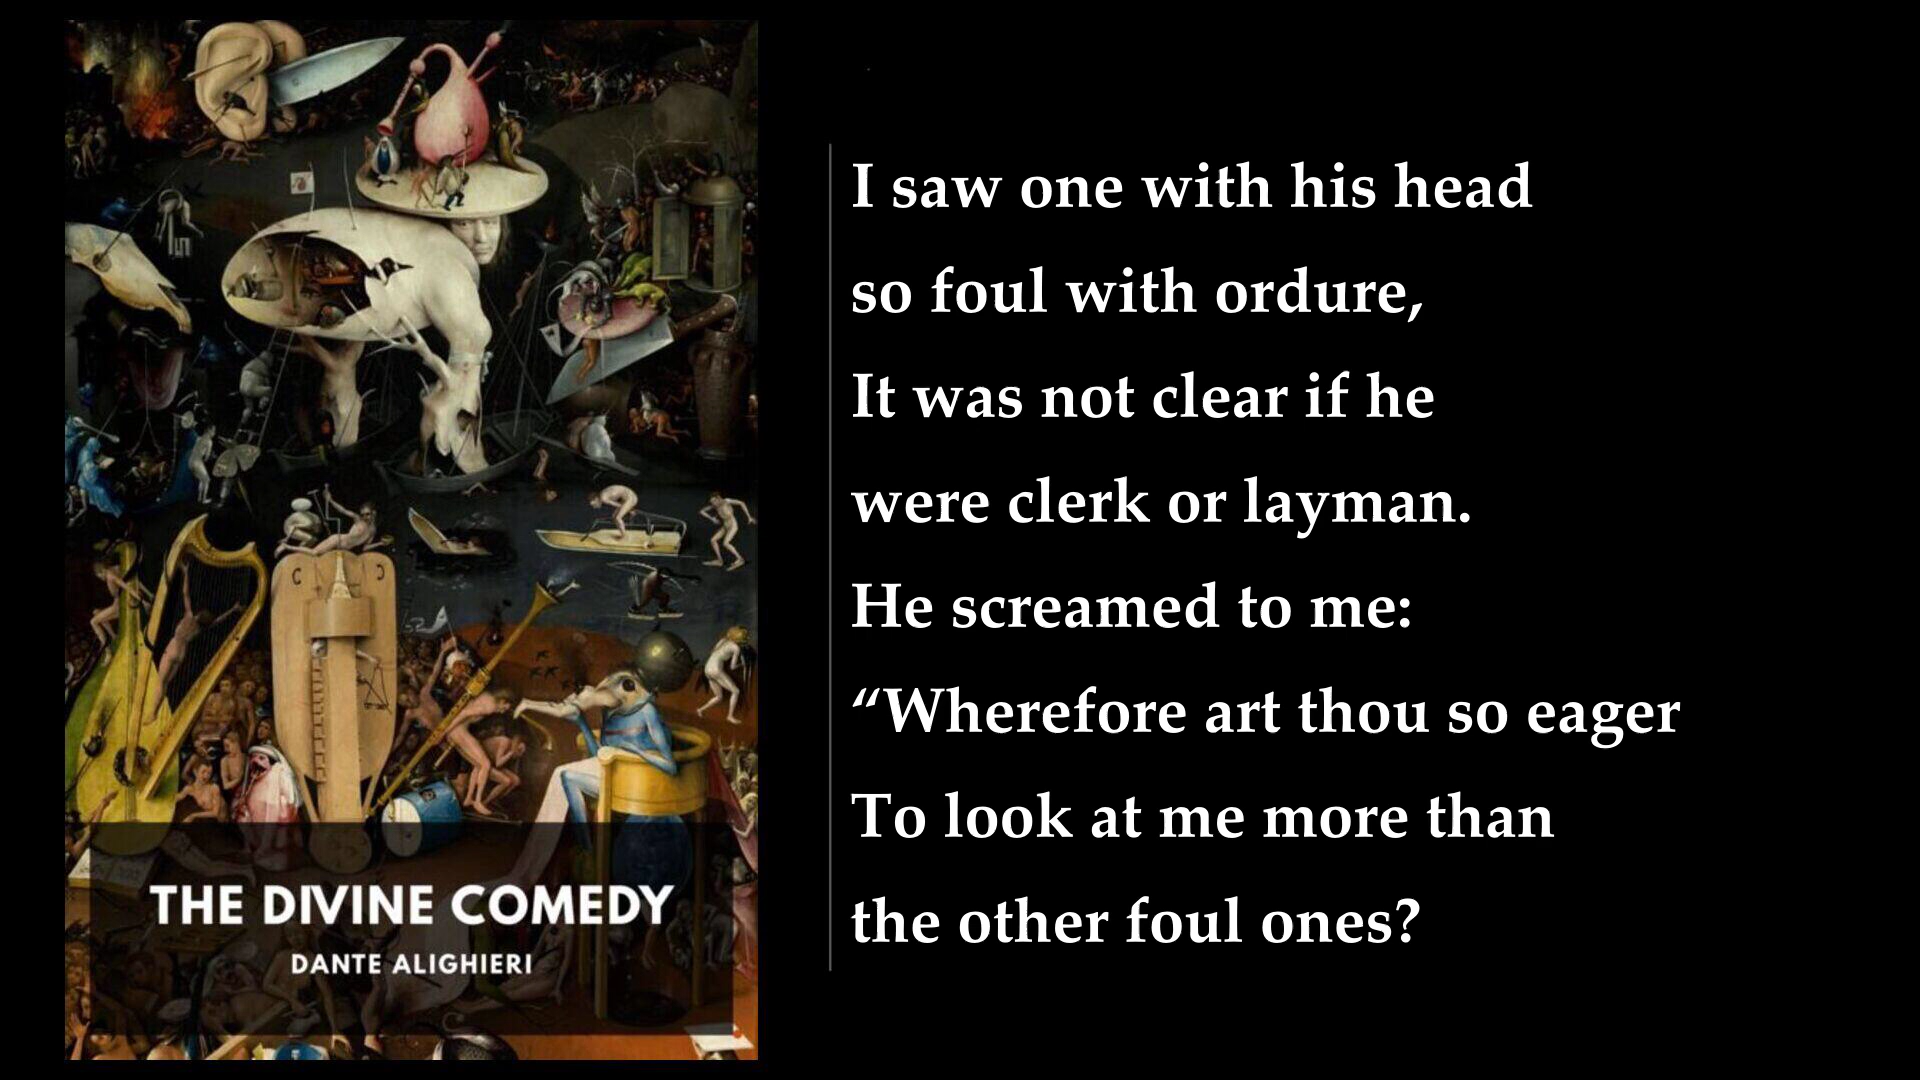 THE DIVINE COMEDY
DANTE ALIGHIERI
I saw one with his head
so foul with ordure,
It was not clear if he
were clerk or layman.
He screamed to me:
“Wherefore art thou so eager
To look at me more than
the other foul ones?